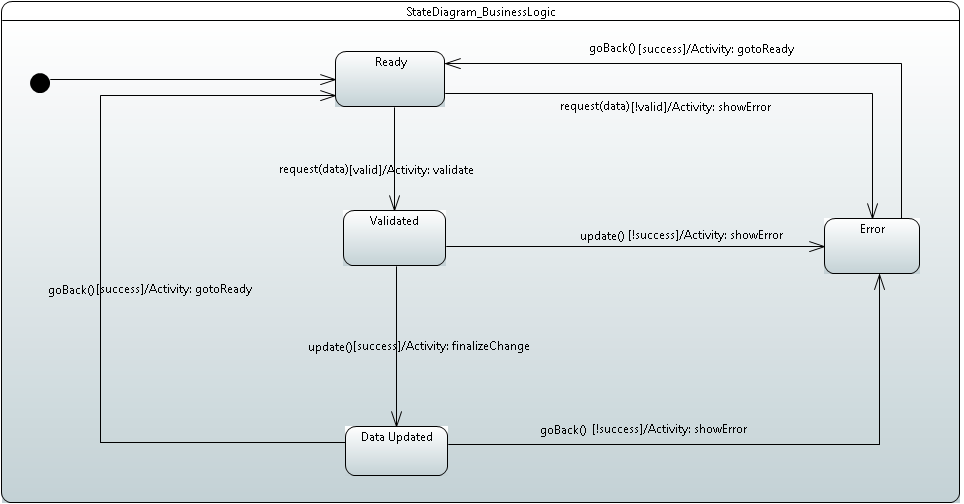 StateDiagram_BusinessLogic
goBack() [success]/Activity: gotoReady
Ready
request(data) [!valid]/Activity: showError
request(data) [valid]/Activity: validate
Validated
Error
update() [!success]/Activity: showError
goBack() [success]/Activity: gotoReady
update() [success]/Activity: finalizeChange
goBack() [!success]/Activity: showError
Data Updated